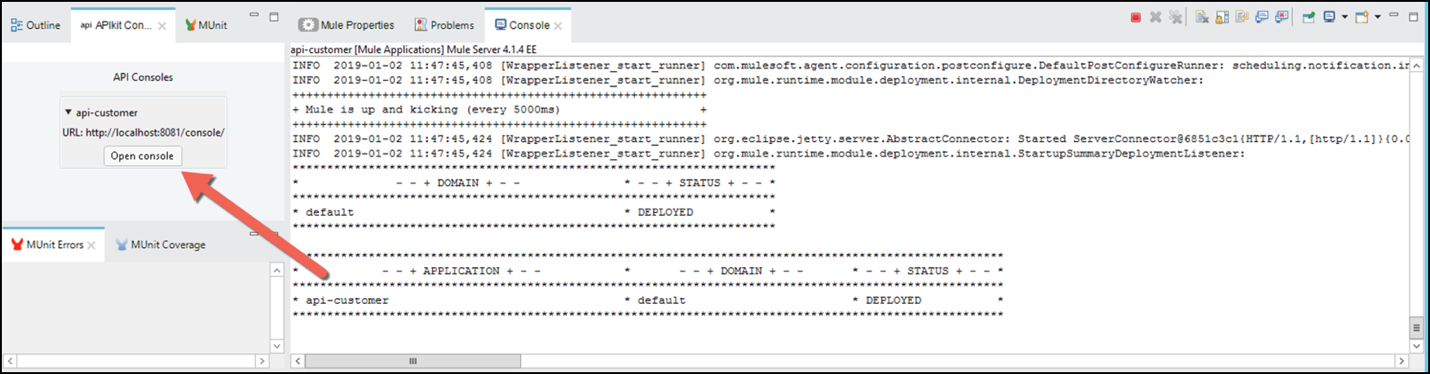 Outline
api APIkit Con...
MUnit
API Consoles
api-customer
URL: http://localhost:8081/console/
Open console
MUnit Errors
MUnit Coverage
Mule Properties
Problems
Console
api-customer [Mule Applications] Mule Server 4.1.4 EE
INFO  2019-01-02 11:47:45,408 [WrapperListener_start_runner] com.mulesoft.agent.configuration.postconfigure.DefaultPostConfigureRunner: scheduling.notification.in
INFO  2019-01-02 11:47:45,408 [WrapperListener_start_runner] org.mule.runtime.module.deployment.internal.DeploymentDirectoryWatcher:
++++++++++++++++++++++++++++++++++++++++++++++++++++++++++++
+ Mule is up and kicking (every 5000ms)                    +
++++++++++++++++++++++++++++++++++++++++++++++++++++++++++++
INFO  2019-01-02 11:47:45,424 [WrapperListener_start_runner] org.eclipse.jetty.server.AbstractConnector: Started ServerConnector@6851c3c1{HTTP/1.1,[http/1.1]}{0.0
INFO  2019-01-02 11:47:45,424 [WrapperListener_start_runner] org.mule.runtime.module.deployment.internal.StartupSummaryDeploymentListener:
**********************************************************************
*              - - + DOMAIN + - -               * - - + STATUS + - - *
**********************************************************************
* default                                       * DEPLOYED           *
**********************************************************************
*******************************************************************************************************
*            - - + APPLICATION + - -            *       - - + DOMAIN + - -       * - - + STATUS + - - *
*******************************************************************************************************
* api-customer                                  * default                        * DEPLOYED           *
*******************************************************************************************************